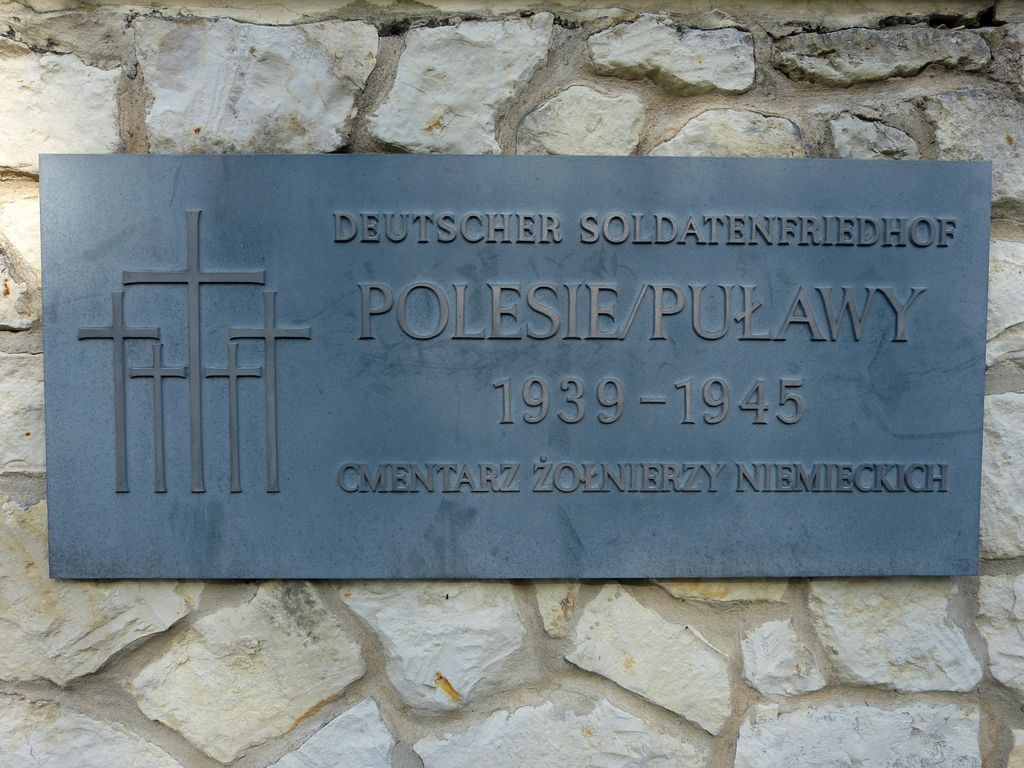 DEUTSCHER SOLDATENFRIEDHOF
POLESIE/PUŁAWY
1939-1945
CMENTARZ ŻOŁNIERZY NIEMIECKICH